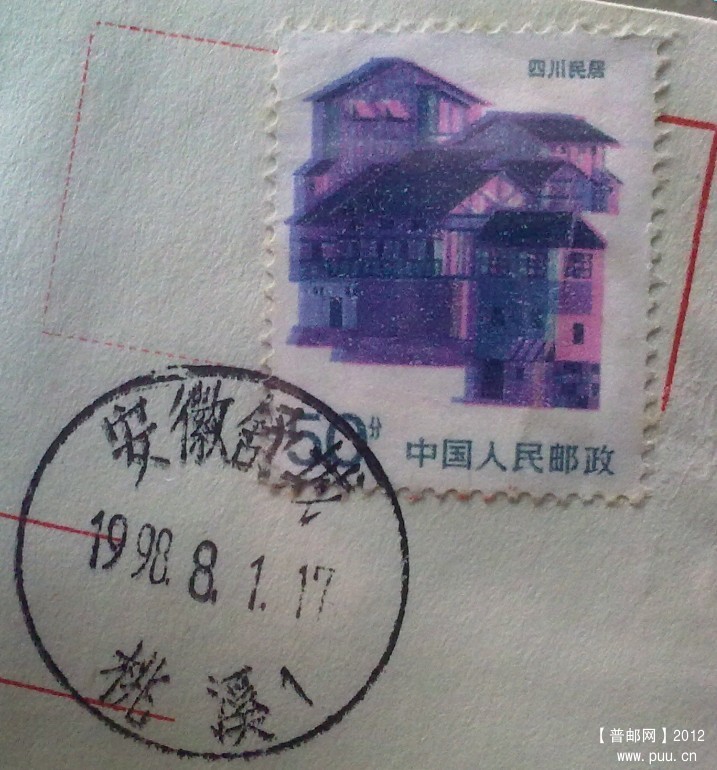 四川民居
50分
中国人民邮政
安徽舒城
1998.8.1.17
桃溪1
【普邮网】2012
www.puu.cn